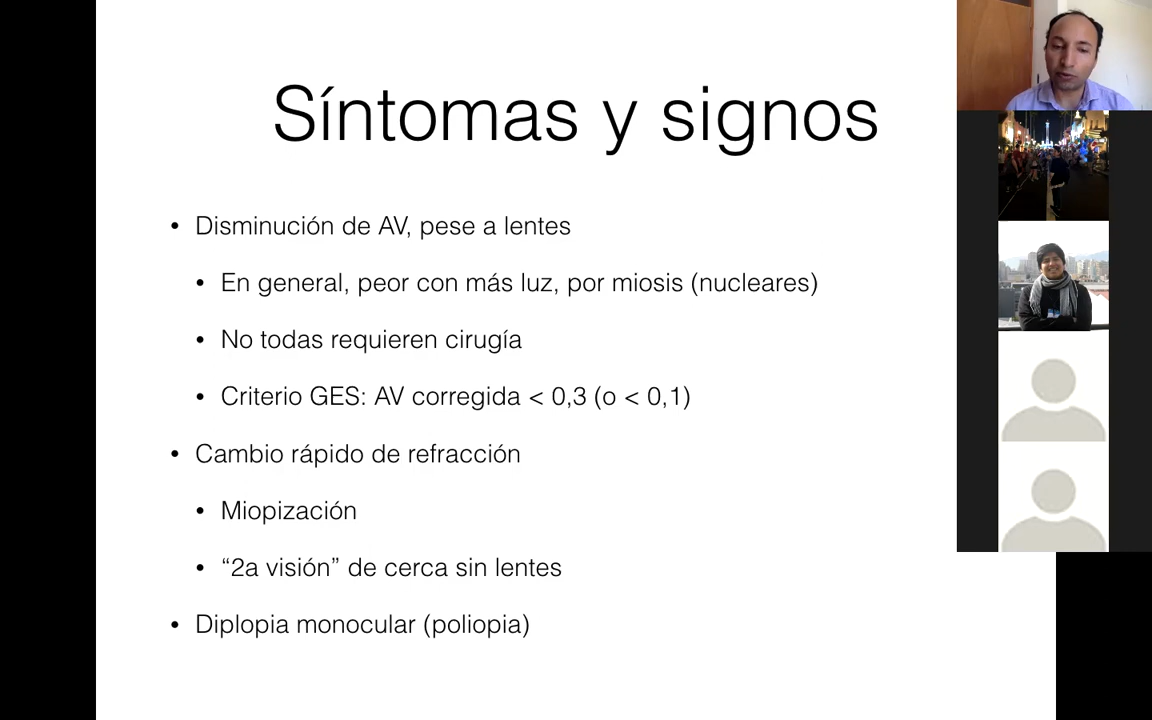 Síntomas y signos
• Disminución de AV, pese a lentes
• En general, peor con más luz, por miosis (nucleares)
• No todas requieren cirugía
• Criterio GES: AV corregida < 0,3 (o < 0,1)
• Cambio rápido de refracción
• Miopización
• “2a visión” de cerca sin lentes
• Diplopia monocular (poliopia)